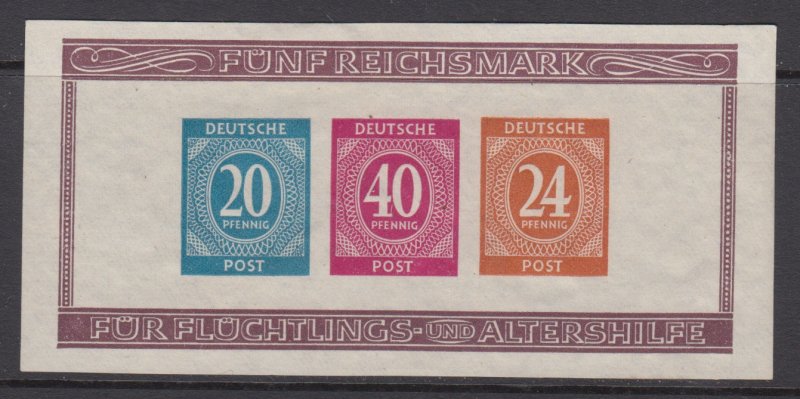 FÜNF REICHSMARK
DEUTSCHE
20
PFENNIG
POST
DEUTSCHE
40
PFENNIG
POST
DEUTSCHE
24
PFENNIG
POST
FÜR FLÜCHTLINGS- UND ALTERSHILFE